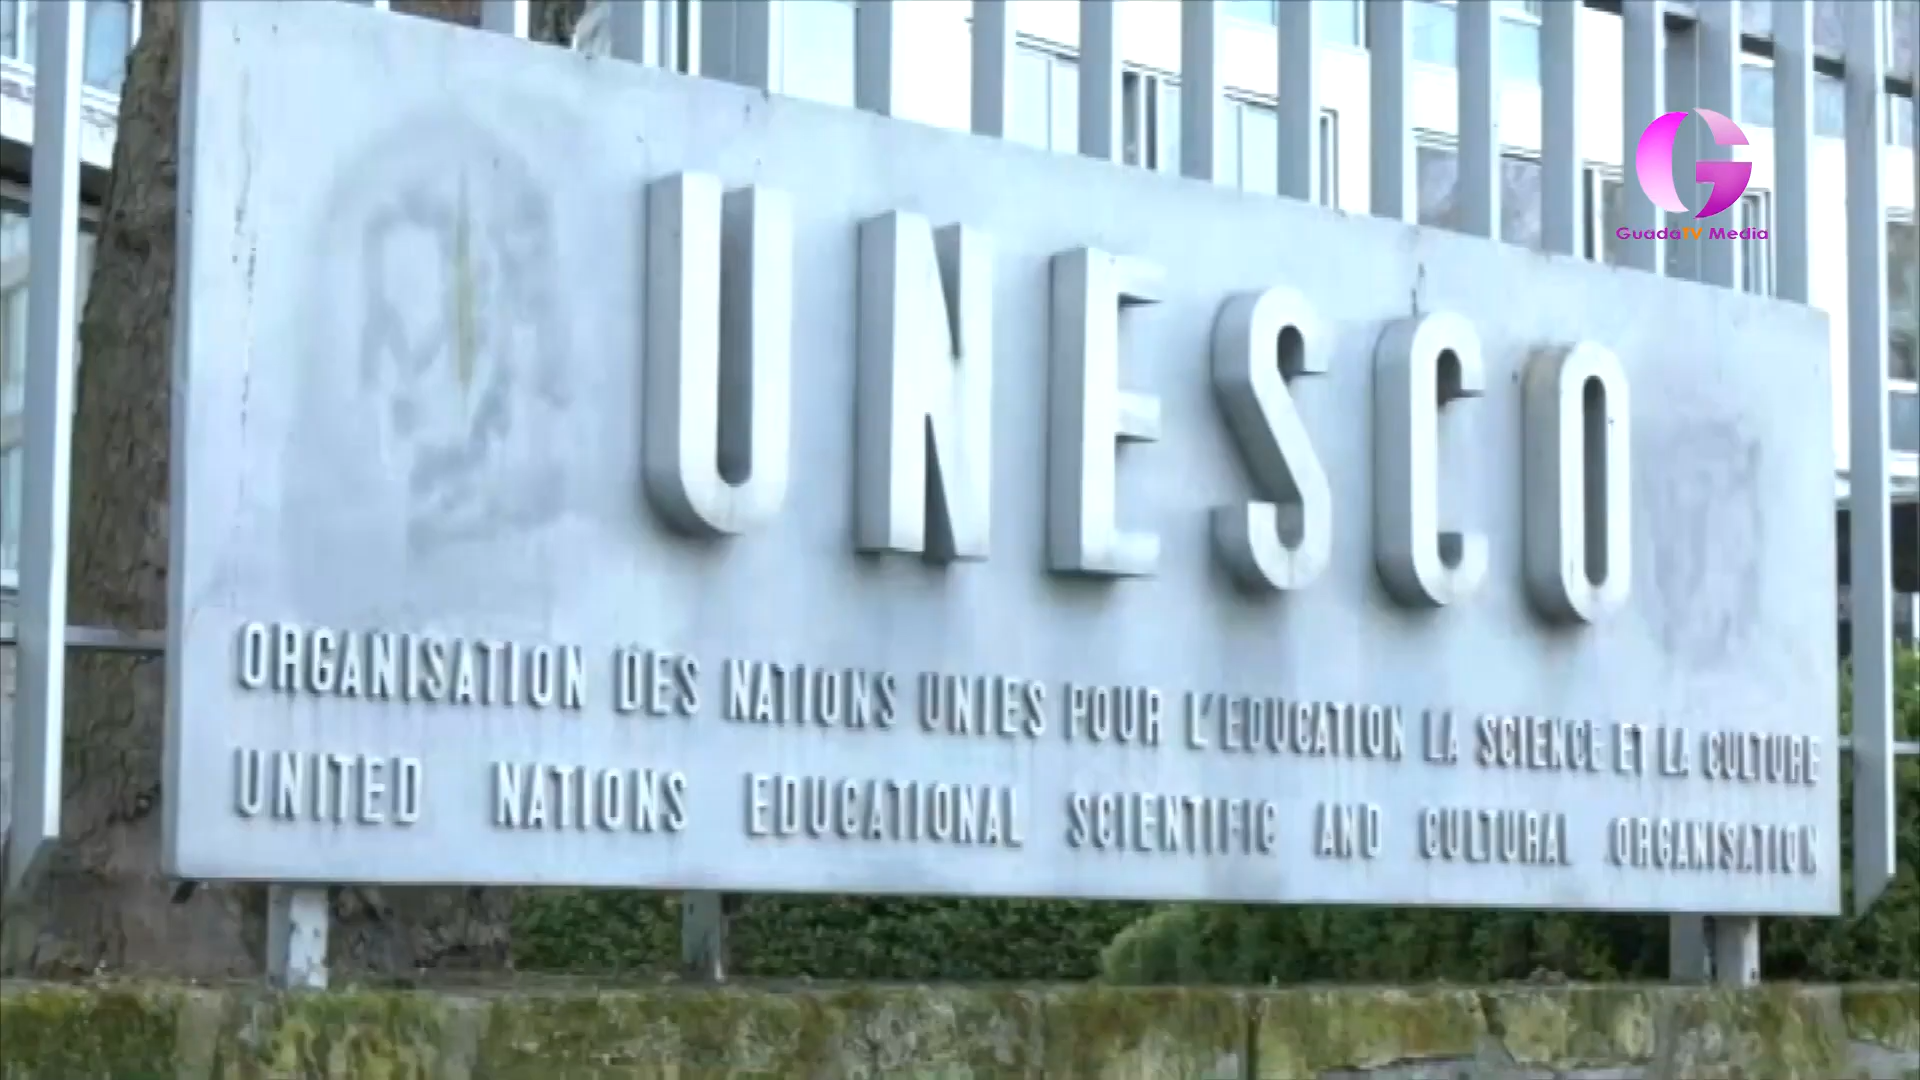 GuadaTV Media
UNESCO
ORGANISATION DES NATIONS UNIES POUR L'EDUCATION LA SCIENCE ET LA CULTURE
UNITED NATIONS EDUCATIONAL SCIENTIFIC AND CULTURAL ORGANISATION